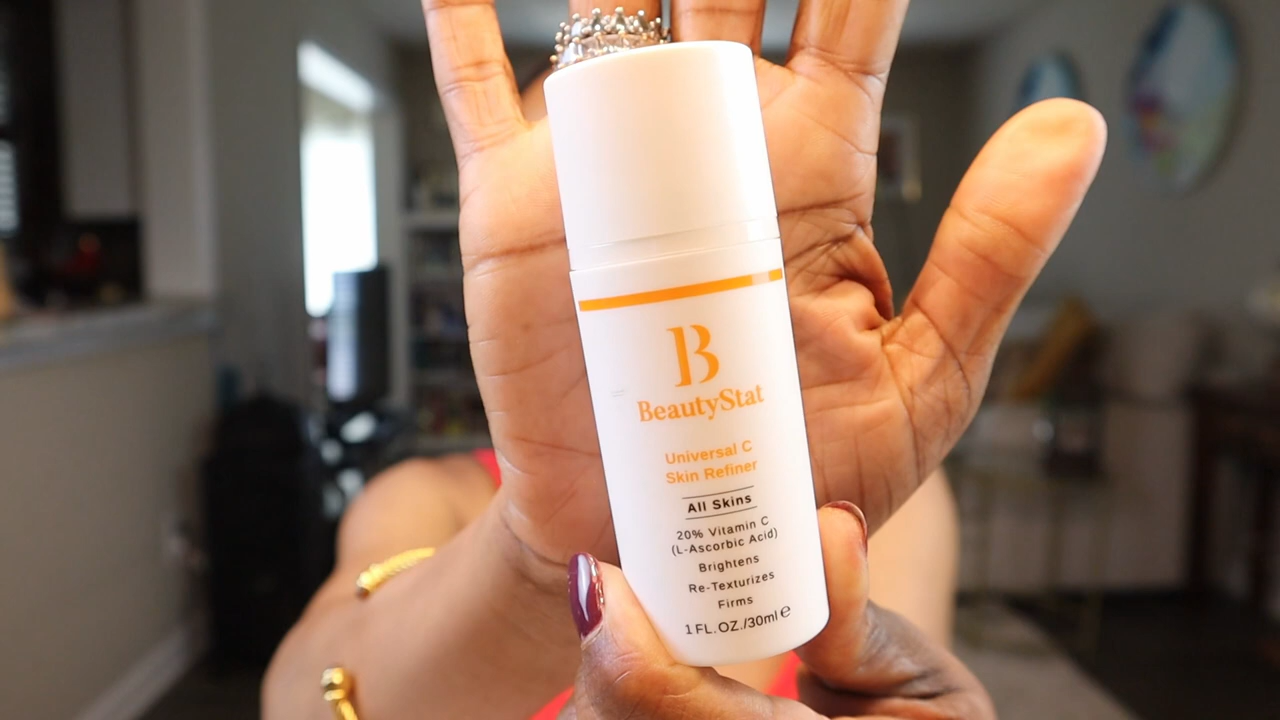 B
BeautyStat
Universal C
Skin Refiner
All Skins
20% Vitamin C
(L-Ascorbic Acid)
Brightens
Re-Texturizes
Firms
1 FL.OZ./30ml ℮